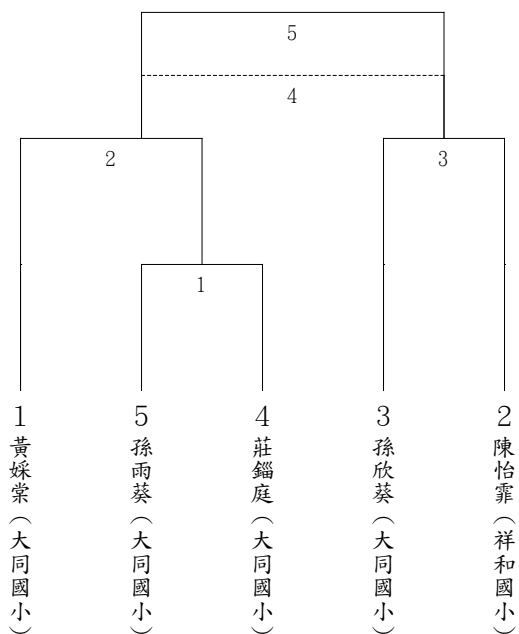 5
4
2
3
1
1 黃婇棠（大同國小）
5 孫雨葵（大同國小）
4 莊鎦庭（大同國小）
3 孫欣葵（大同國小）
2 陳怡霏（祥和國小）